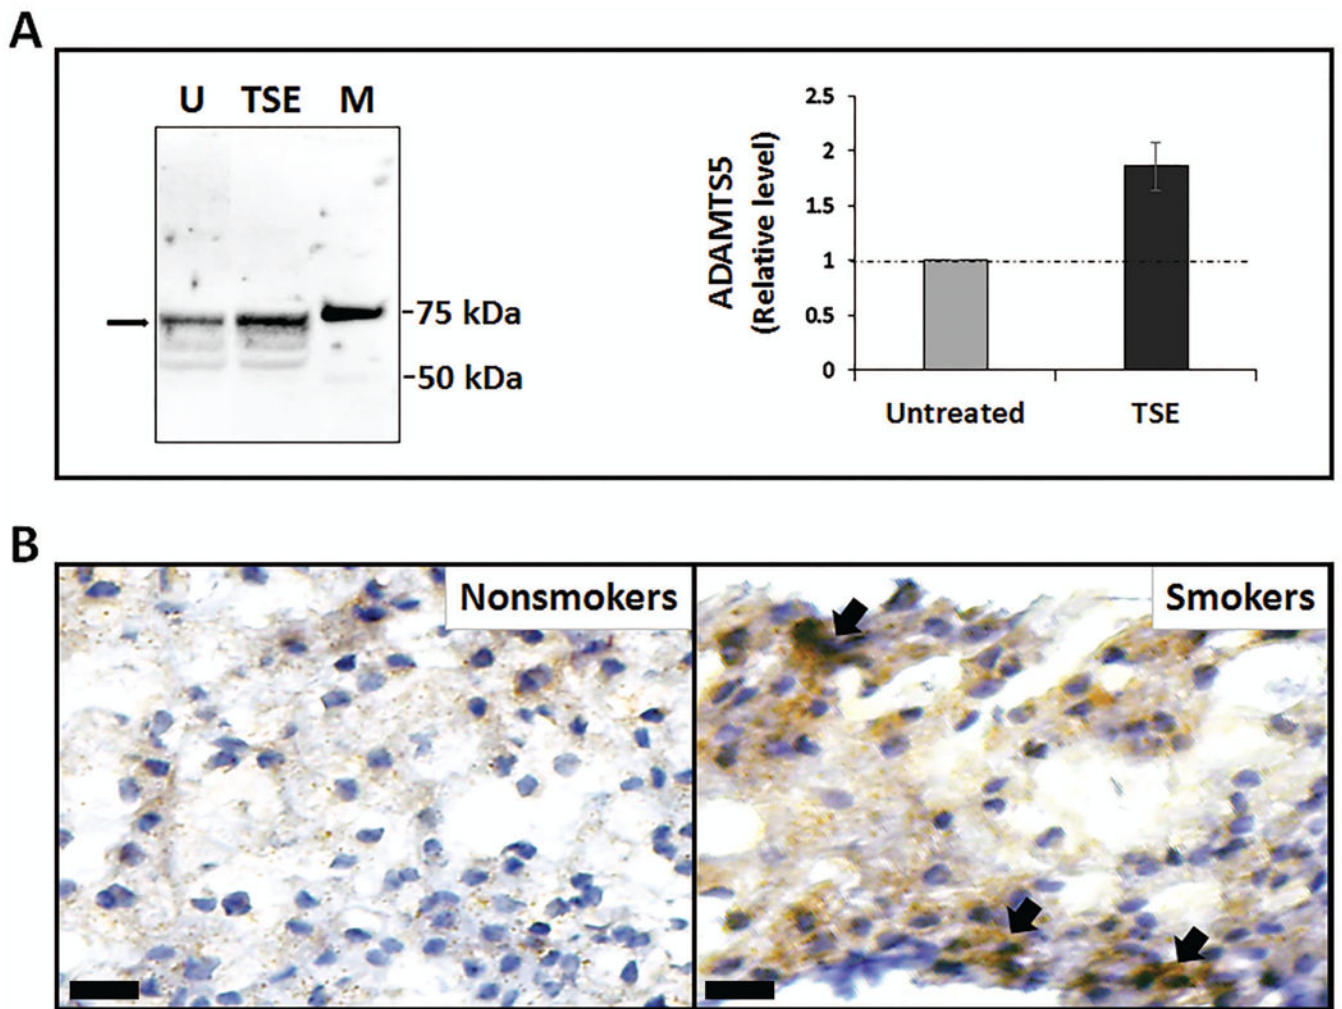 A
U TSE M
-75 kDa
-50 kDa
ADAMTS5
(Relative level)
2.5
2
1.5
1
0.5
0
Untreated TSE
B
Nonsmokers
Smokers